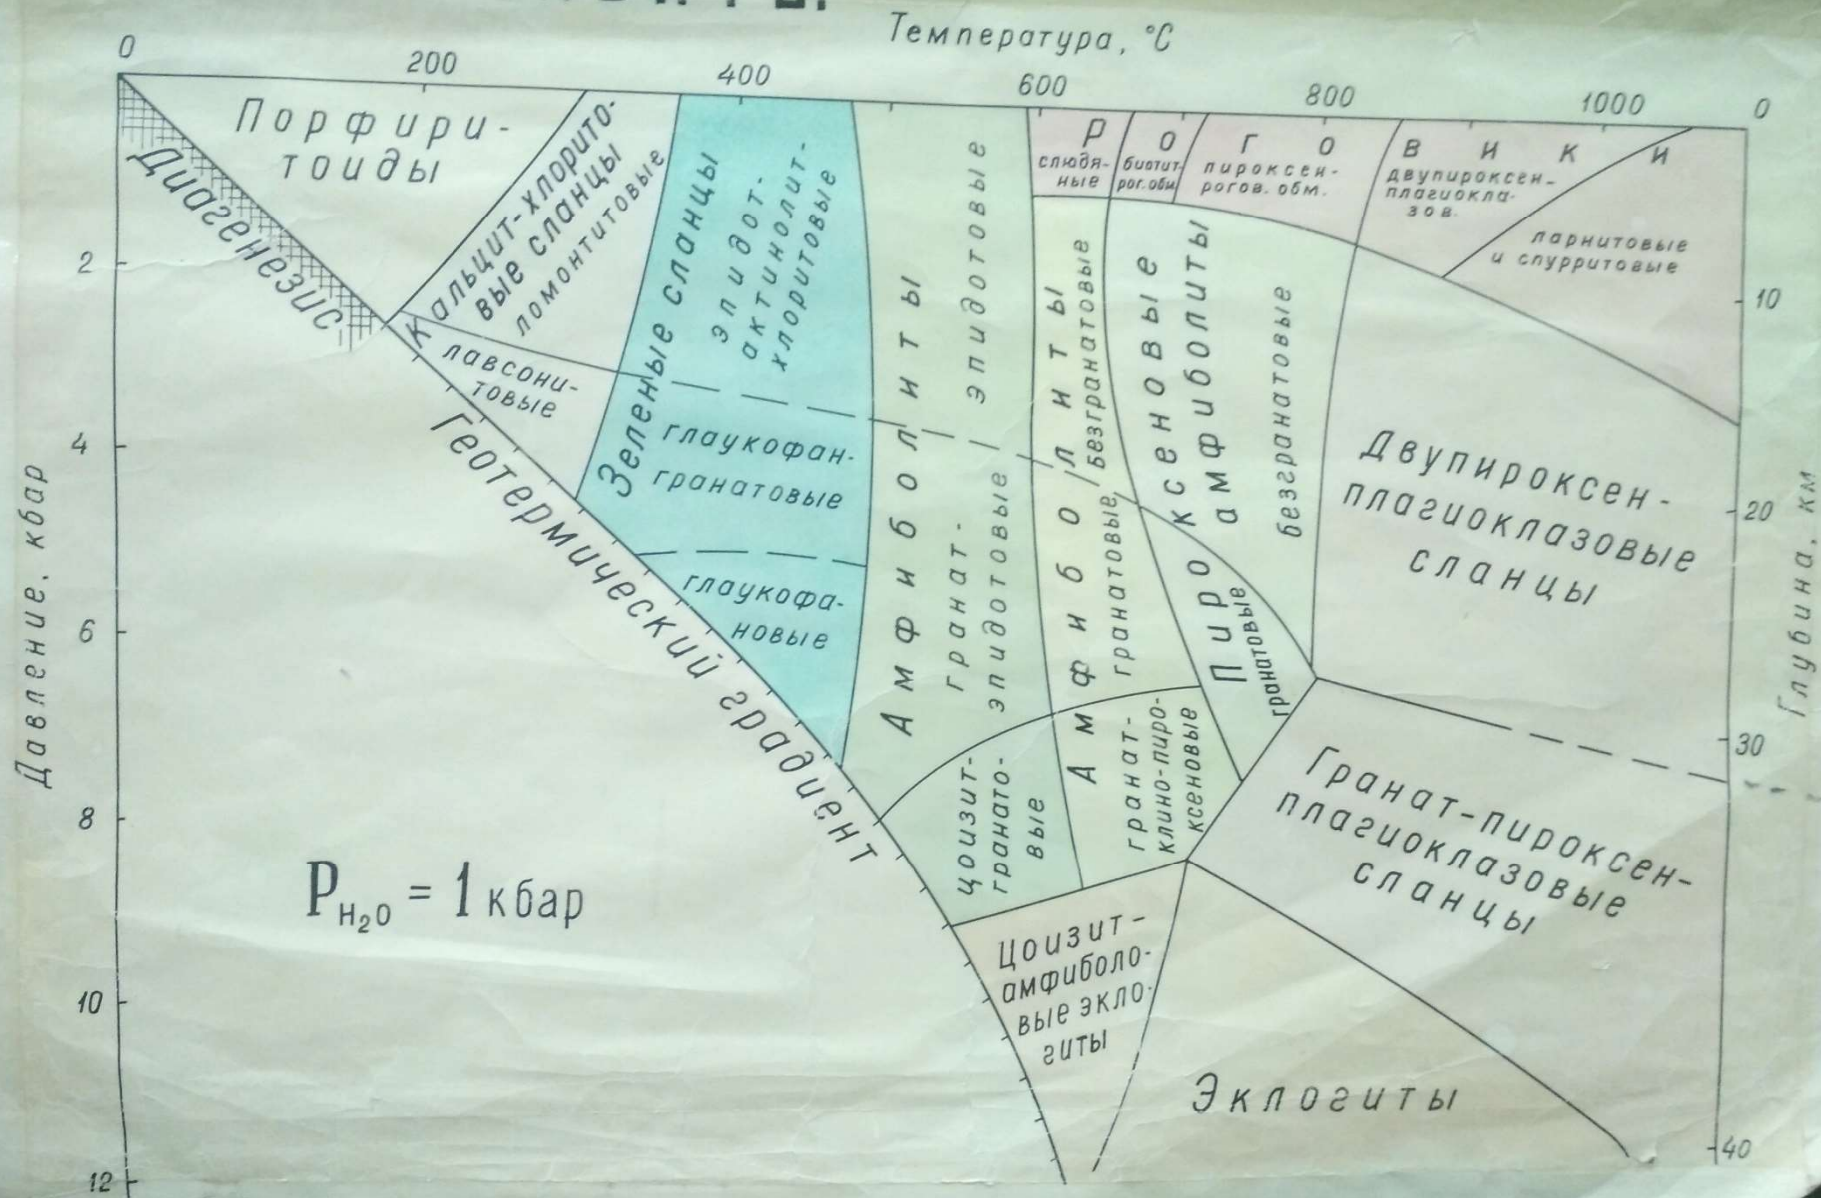 Температура, °С
0
200
400
600
800
1000
0
Порфири-
тоиды
Диагенезис
Кальцит-хлорито-
вые сланцы
ломонтитовые
лавсони-
товые
Зеленые сланцы
эпидот-
актинолит-
хлоритовые
глаукофан-
гранатовые
глаукофа-
новые
Амфиболиты
эпидотовые
гранат-
эпидотовые
цоизит-
гранато-
вые
Роговики
слюдя-
ные
биотит-
рог.обм.
пироксен-
рогов. обм.
двупироксен-
плагиокла-
зов.
ларнитовые
и спурритовые
Амфиболиты
безгранатовые
гранатовые
гранат-
клино-пиро-
ксеновые
Пироксеновые
амфиболиты
безгранатовые
гранатовые
Двупироксен-
плагиоклазовые
сланцы
Гранат-пироксен-
плагиоклазовые
сланцы
Цоизит-
амфиболо-
вые экло-
гиты
Эклогиты
Геотермический градиент
P H₂O = 1 кбар
Давление, кбар
2
4
6
8
10
12
Глубина, км
10
20
30
40